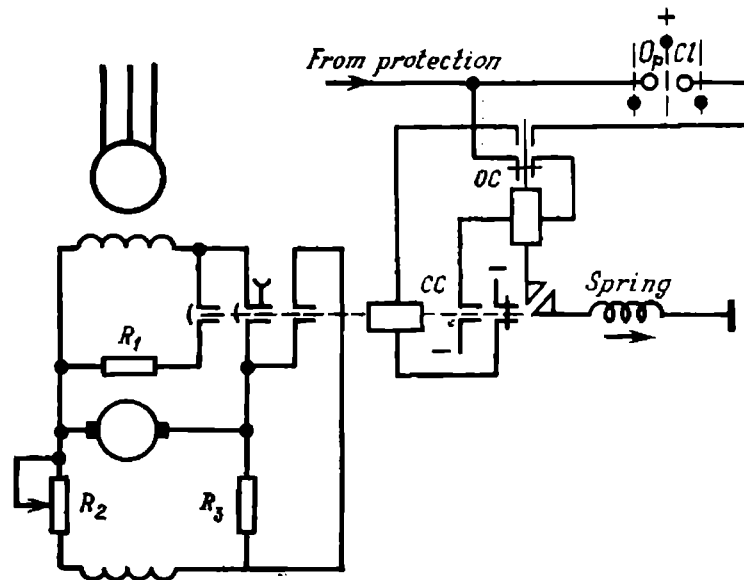 +
Op Cl
From protection
OC
CC
−
Spring
R1
−
R2
R3